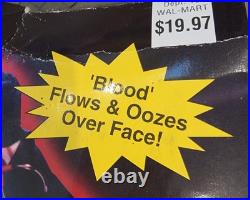 WAL-MART
$19.97
'Blood'
Flows & Oozes
Over Face!